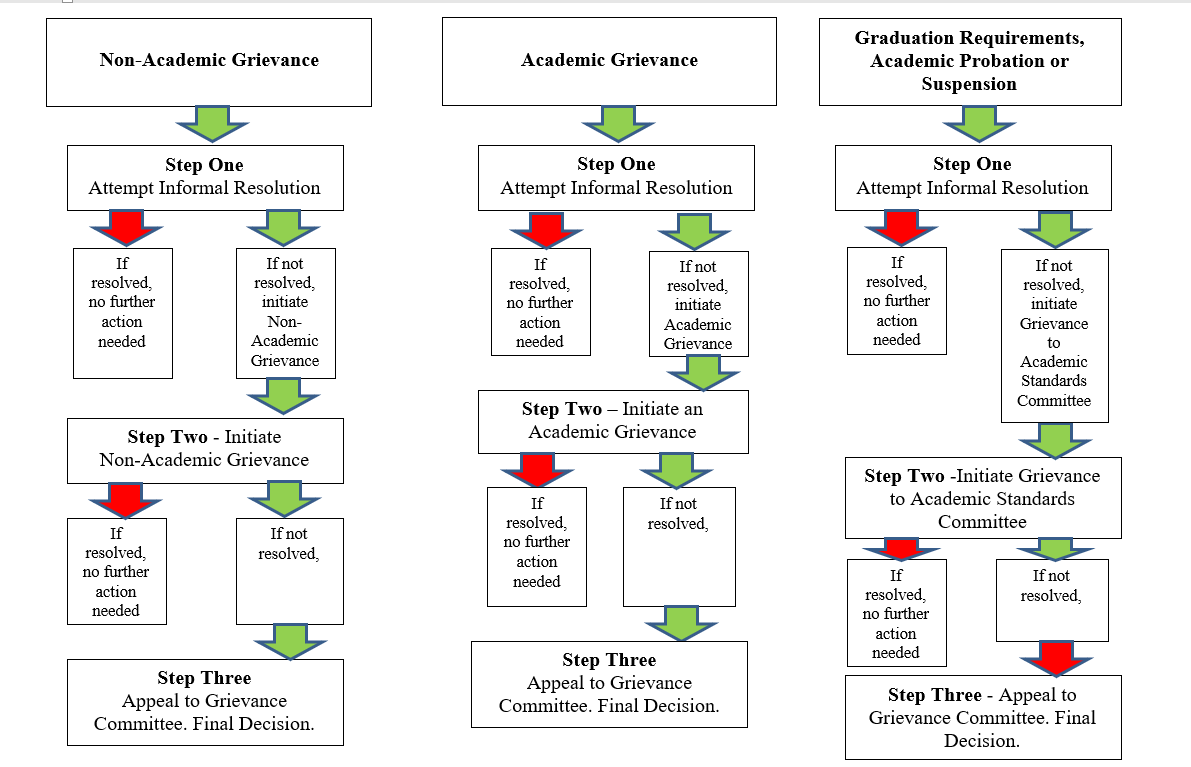 Non-Academic Grievance
Step One
Attempt Informal Resolution
If
resolved,
no further
action
needed
If not
resolved,
initiate
Non-
Academic
Grievance
Step Two - Initiate
Non-Academic Grievance
If
resolved,
no further
action
needed
If not
resolved,
Step Three
Appeal to Grievance
Committee. Final Decision.
Academic Grievance
Step One
Attempt Informal Resolution
If
resolved,
no further
action
needed
If not
resolved,
initiate
Academic
Grievance
Step Two – Initiate an
Academic Grievance
If
resolved,
no further
action
needed
If not
resolved,
Step Three
Appeal to Grievance
Committee. Final Decision.
Graduation Requirements,
Academic Probation or
Suspension
Step One
Attempt Informal Resolution
If
resolved,
no further
action
needed
If not
resolved,
initiate
Grievance
to
Academic
Standards
Committee
Step Two -Initiate Grievance
to Academic Standards
Committee
If
resolved,
no further
action
needed
If not
resolved,
Step Three - Appeal to
Grievance Committee. Final
Decision.